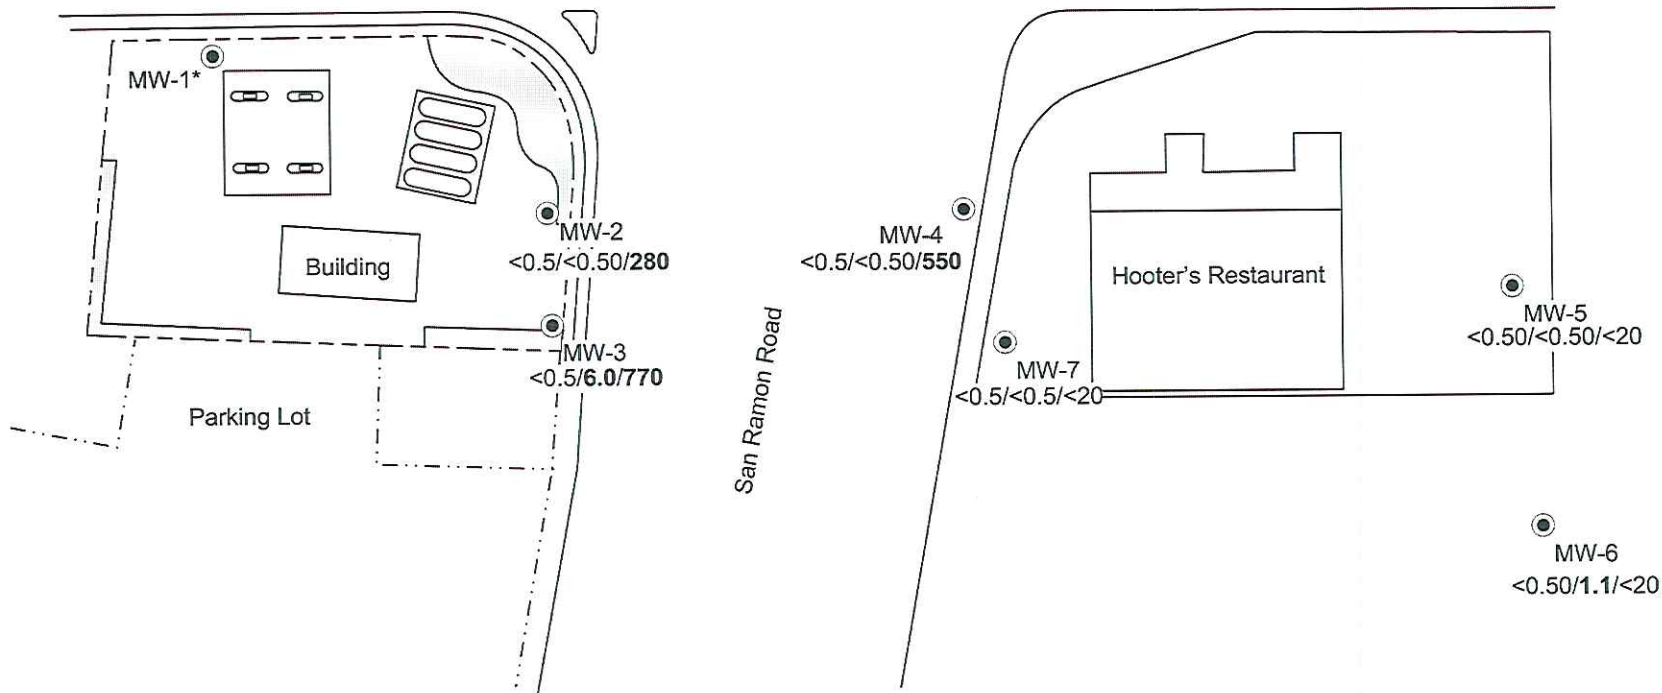 MW-1*
MW-2
<0.5/<0.50/280
Building
MW-3
<0.5/6.0/770
Parking Lot
San Ramon Road
MW-4
<0.5/<0.50/550
Hooter's Restaurant
MW-5
<0.50/<0.50/<20
MW-7
<0.5/<0.5/<20
MW-6
<0.50/1.1/<20